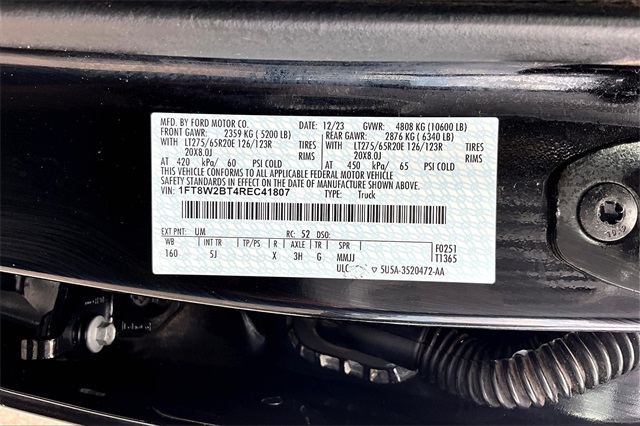 MFD. BY FORD MOTOR CO. 12/23 GVWR: 4808 KG (10600 LB)
FRONT GAWR: 2359 KG ( 5200 LB) REAR GAWR: 2876 KG ( 6340 LB)
WITH LT275/65R20E 126/123R TIRES WITH LT275/65R20E 126/123R TIRES
20X8.0J RIMS 20X8.0J RIMS
AT 420 kPa/ 60 PSI COLD AT 450 kPa/ 65 PSI COLD
THIS VEHICLE CONFORMS TO ALL APPLICABLE FEDERAL MOTOR VEHICLE
SAFETY STANDARDS IN EFFECT ON THE DATE OF MANUFACTURE SHOWN ABOVE.
VIN: 1FT8W2BT4REC41807 TYPE: Truck
EXT PNT: UM RC: 52 DSO:
WB INT TR TP/PS R AXLE TR SPR F0251
160 5J X 3H G MMJJ T1365
ULC 5U5A-3520472-AA